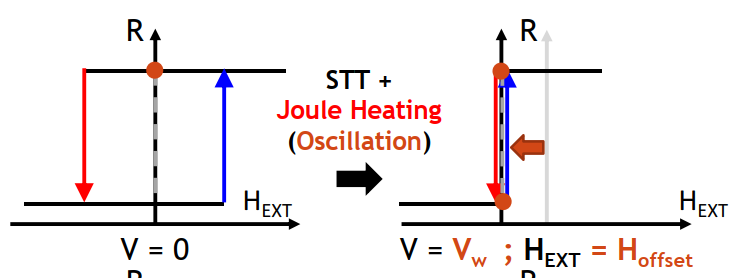 R
R
STT +
Joule Heating
(Oscillation)
H_EXT
H_EXT
V = 0
V = V_w ; H_EXT = H_offset